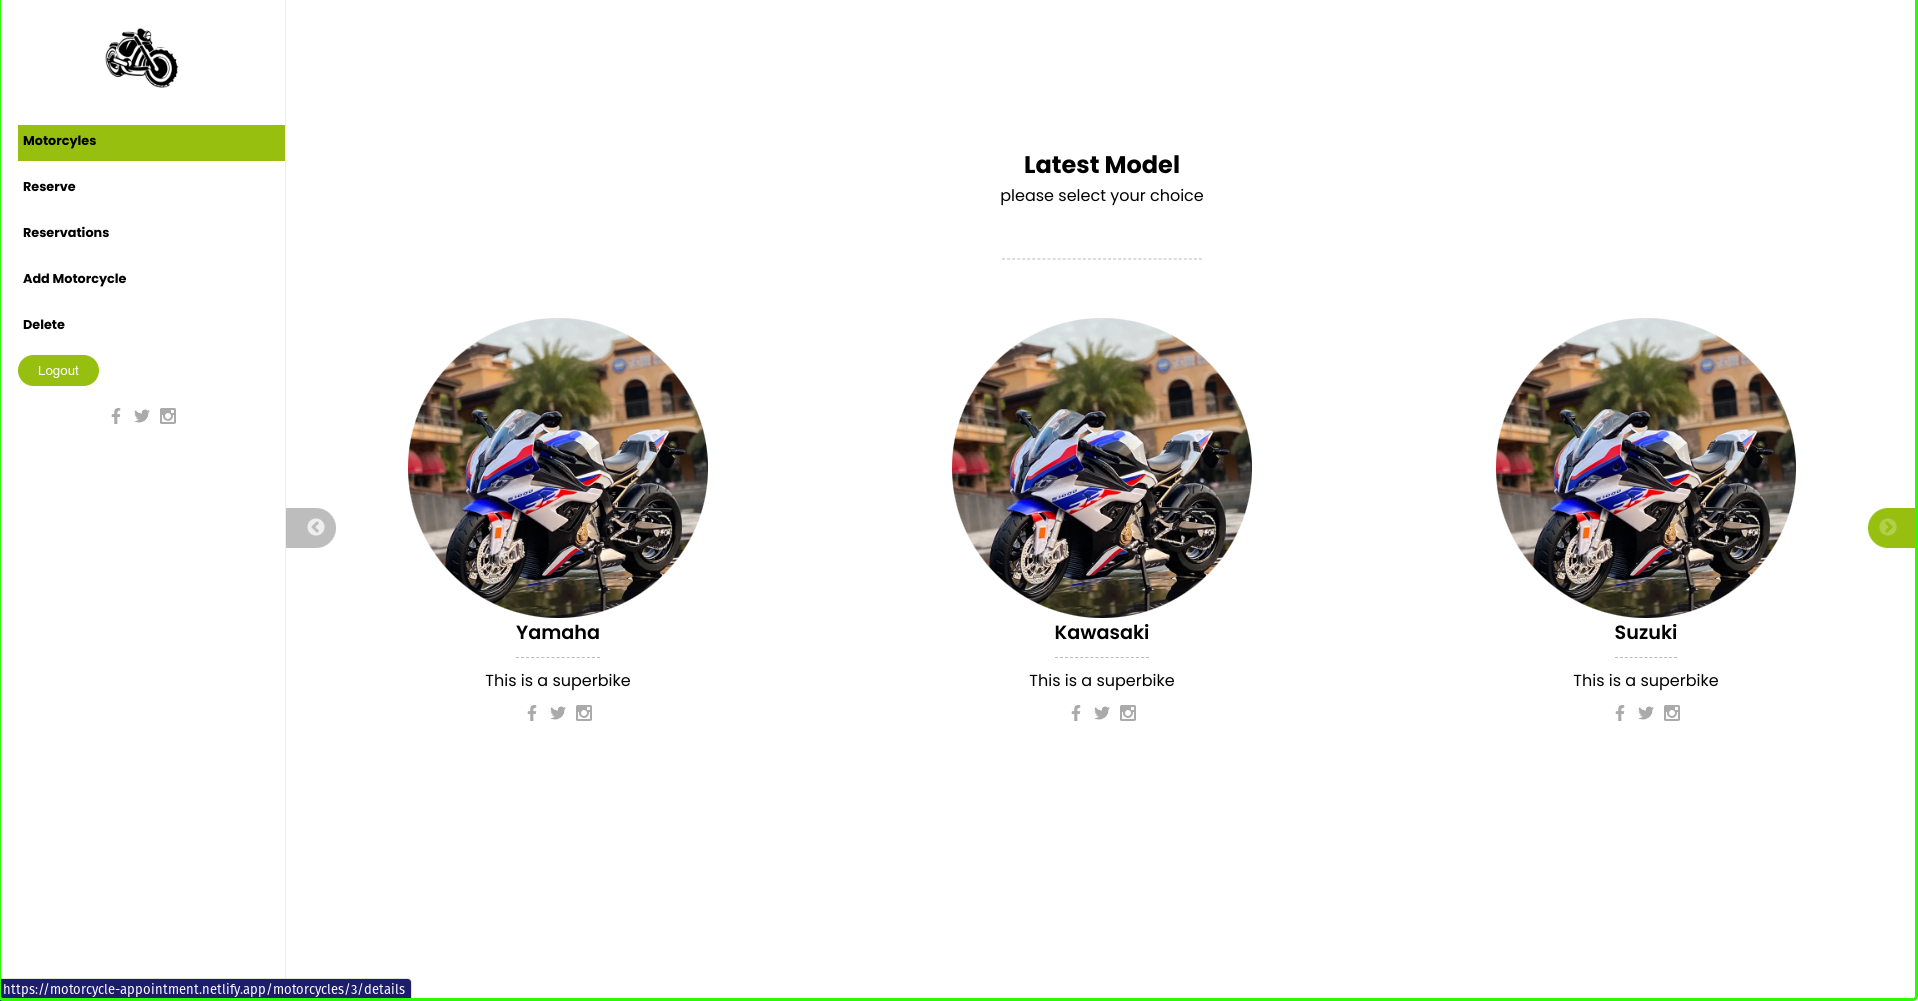 Motorcyles
Reserve
Reservations
Add Motorcycle
Delete
Logout
Latest Model
please select your choice
Yamaha
This is a superbike
Kawasaki
This is a superbike
Suzuki
This is a superbike
https://motorcycle-appointment.netlify.app/motorcycles/3/details